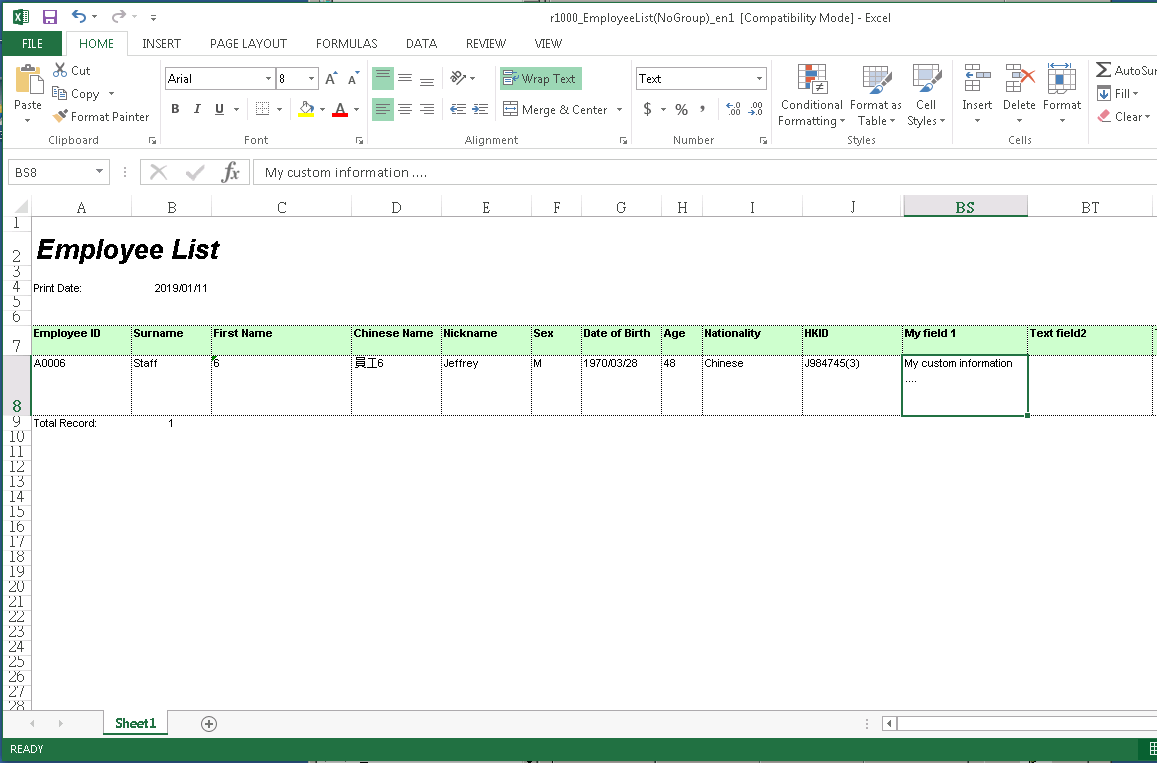 r1000_EmployeeList(NoGroup)_en1 [Compatibility Mode] - Excel
FILE HOME INSERT PAGE LAYOUT FORMULAS DATA REVIEW VIEW
Paste
Cut
Copy
Format Painter
Clipboard
Arial 8
B I U
Font
Wrap Text
Merge & Center
Alignment
Text
$ % ,
Number
Conditional Formatting
Format as Table
Cell Styles
Styles
Insert Delete Format
Cells
Fill
Clear
BS8 fx My custom information ....
A B C D E F G H I J BS BT
1
2 Employee List
3
4 Print Date: 2019/01/11
5
6
7 Employee ID Surname First Name Chinese Name Nickname Sex Date of Birth Age Nationality HKID My field 1 Text field2
8 A0006 Staff 6 員工6 Jeffrey M 1970/03/28 48 Chinese J984745(3) My custom information
....
9 Total Record: 1
10
11
12
13
14
15
16
17
18
19
20
21
22
23
24
25
26
27
28
Sheet1
READY